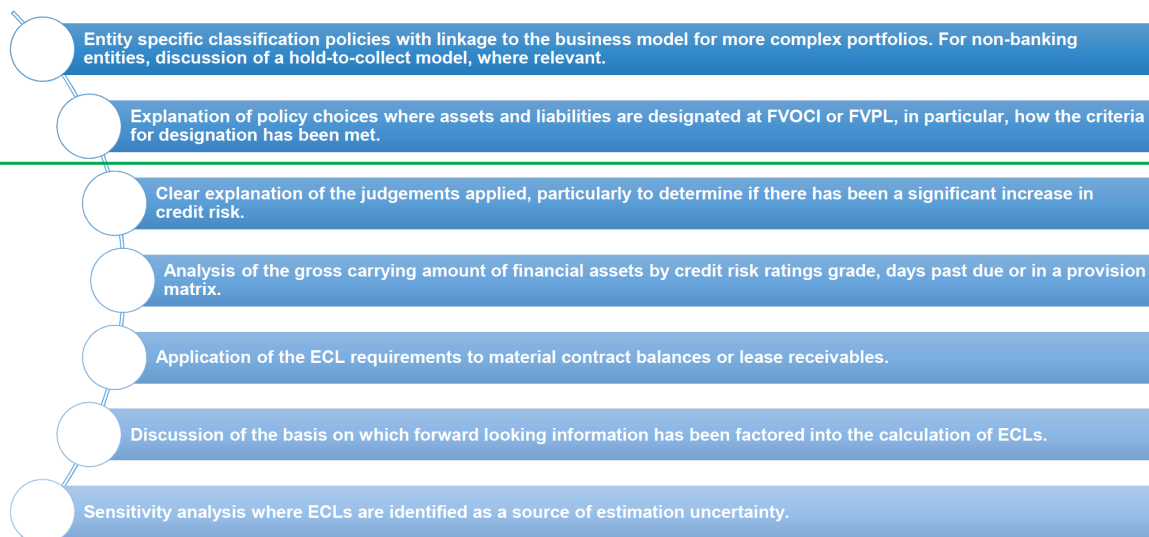 Entity specific classification policies with linkage to the business model for more complex portfolios. For non-banking
entities, discussion of a hold-to-collect model, where relevant.
Explanation of policy choices where assets and liabilities are designated at FVOCI or FVPL, in particular, how the criteria
for designation has been met.
Clear explanation of the judgements applied, particularly to determine if there has been a significant increase in
credit risk.
Analysis of the gross carrying amount of financial assets by credit risk ratings grade, days past due or in a provision
matrix.
Application of the ECL requirements to material contract balances or lease receivables.
Discussion of the basis on which forward looking information has been factored into the calculation of ECLs.
Sensitivity analysis where ECLs are identified as a source of estimation uncertainty.